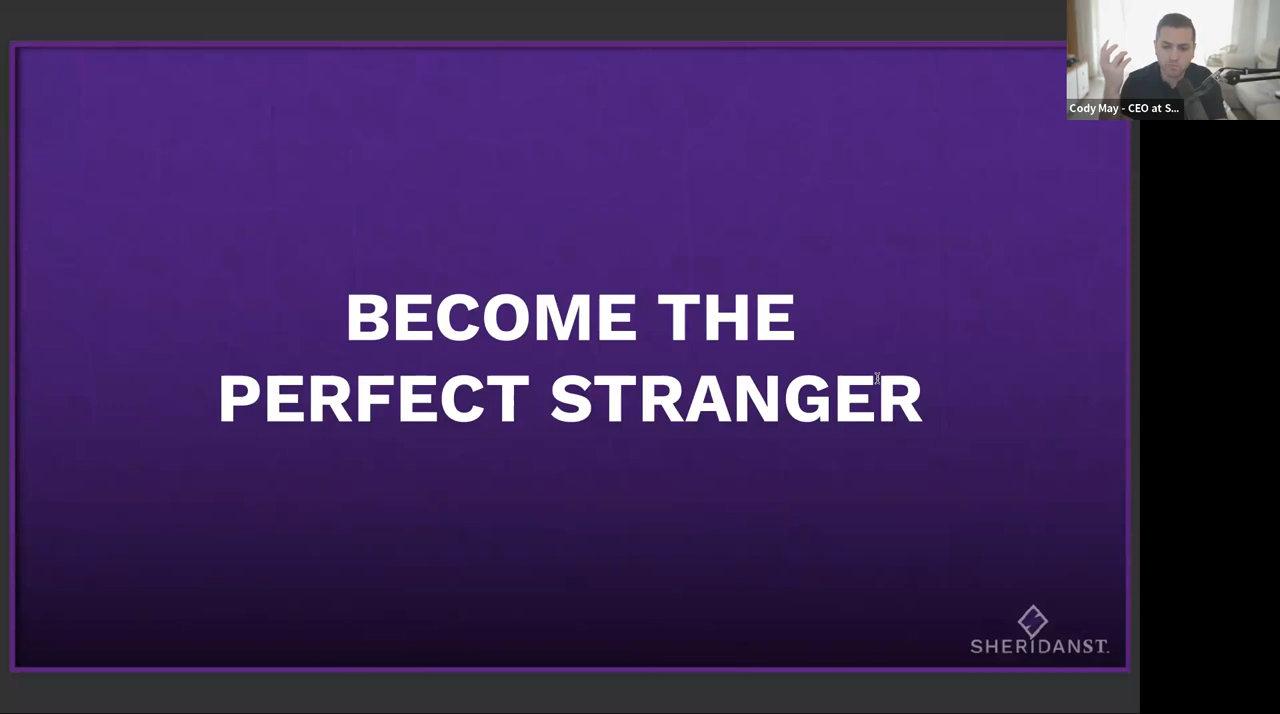 Cody May - CEO at S...
BECOME THE
PERFECT STRANGER
SHERIDANST.